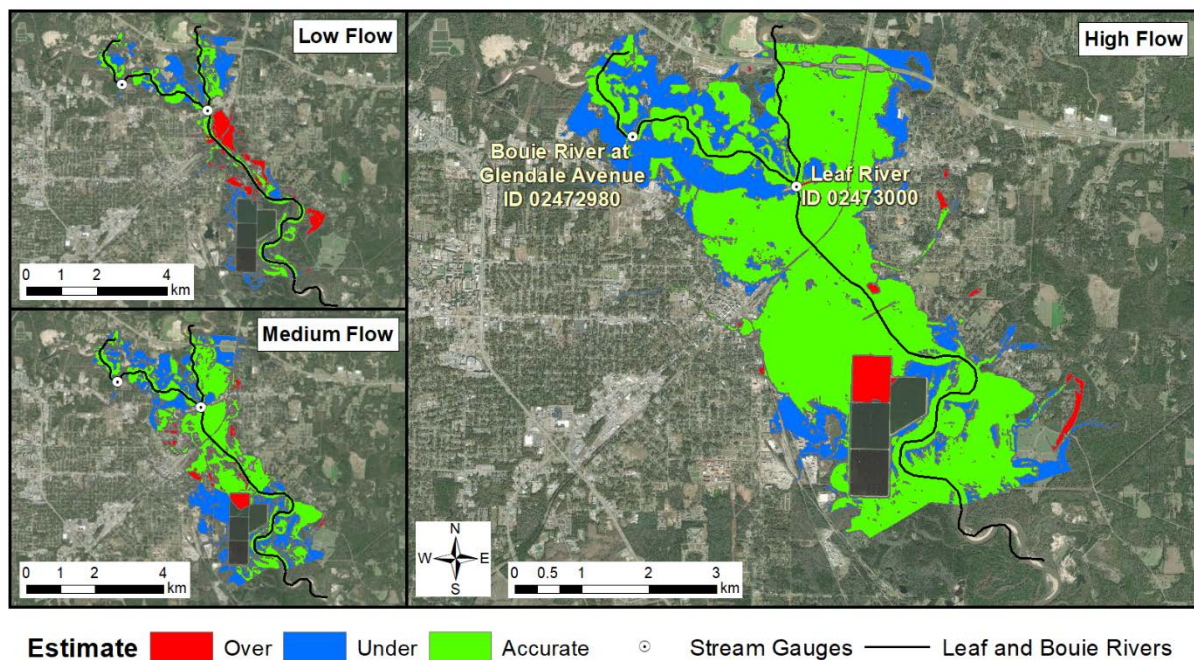 Low Flow
0 1 2 4
km
Medium Flow
0 1 2 4
km
High Flow
Bouie River at
Glendale Avenue
ID 02472980
Leaf River
ID 02473000
N
W E
S
0 0.5 1 2 3
km
Estimate Over Under Accurate Stream Gauges Leaf and Bouie Rivers